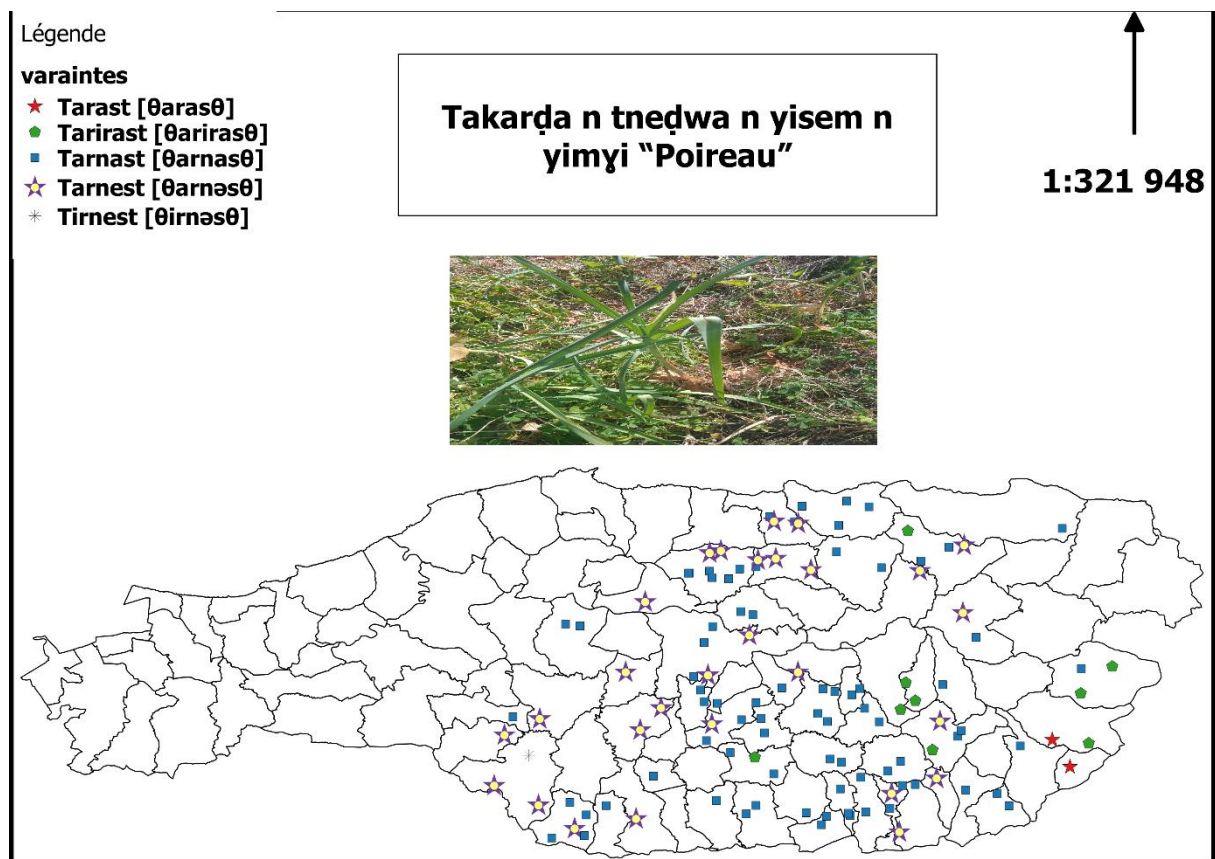 Légende
varaintes
Tarast [θarasθ]
Tarirast [θarirasθ]
Tarnast [θarnasθ]
Tarnest [θarnəsθ]
Tirnest [θirnəsθ]
Takarḍa n tneḍwa n yisem n
yimɣi “Poireau”
1:321 948